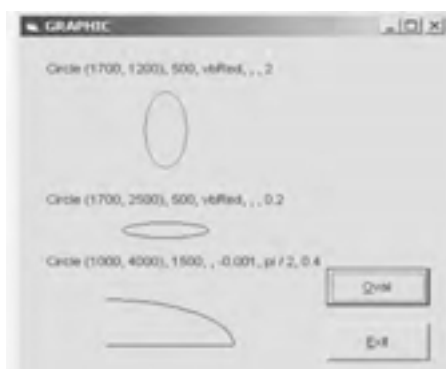 GRAPHIC
Circle (1700, 1200), 500, vbRed, , , 2
Circle (1700, 2500), 500, vbRed, , , 0.2
Circle (1000, 4000), 1500, , -0.001, pi / 2, 0.4
Oval
Exit